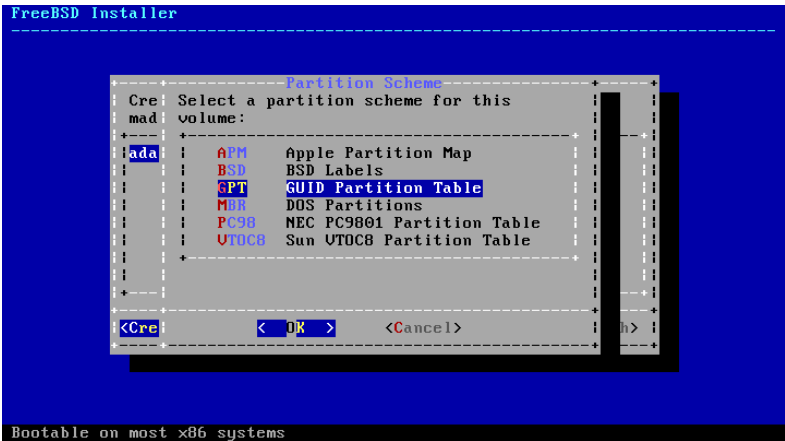 FreeBSD Installer
Partition Scheme
Cre Select a partition scheme for this
mad volume:
ada APM Apple Partition Map
BSD BSD Labels
GPT GUID Partition Table
MBR DOS Partitions
PC98 NEC PC9801 Partition Table
VTOC8 Sun VTOC8 Partition Table
<Cre < OK > <Cancel> h>
Bootable on most x86 systems